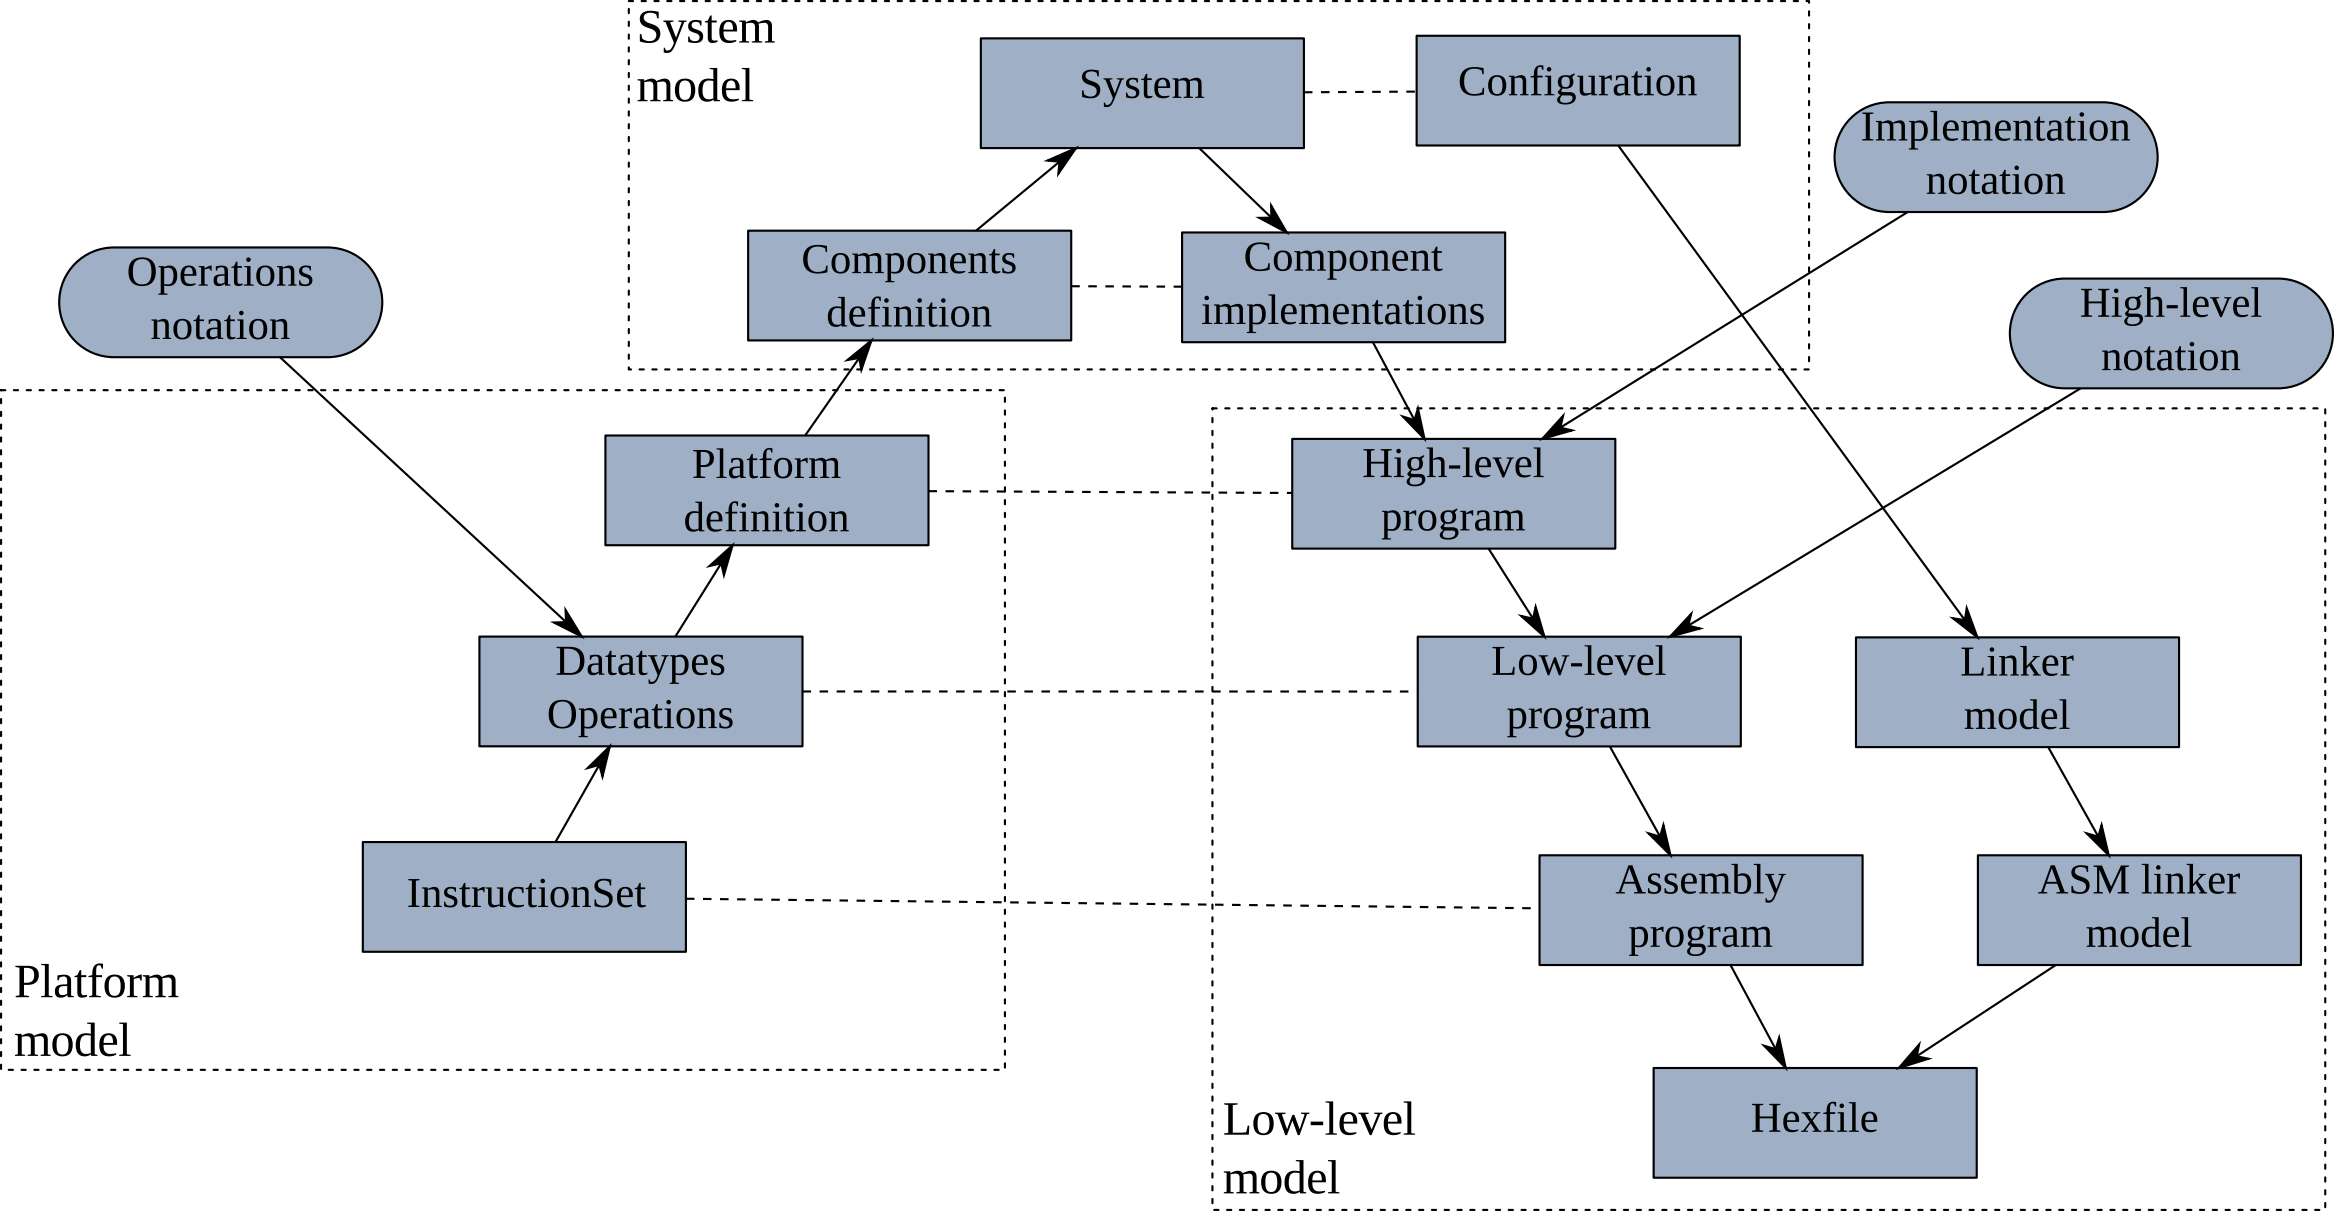 System
model
System
Configuration
Implementation
notation
Components
definition
Component
implementations
Operations
notation
High-level
notation
Platform
definition
High-level
program
Datatypes
Operations
Low-level
program
Linker
model
InstructionSet
Assembly
program
ASM linker
model
Platform
model
Hexfile
Low-level
model